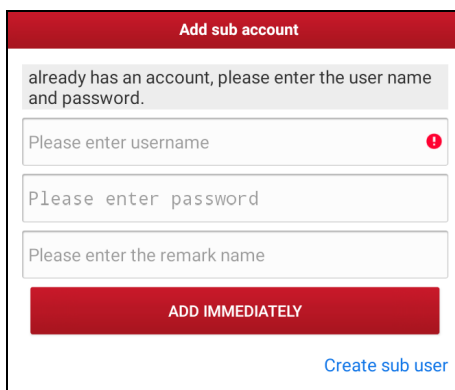 Add sub account
already has an account, please enter the user name
and password.
Please enter username
Please enter password
Please enter the remark name
ADD IMMEDIATELY
Create sub user